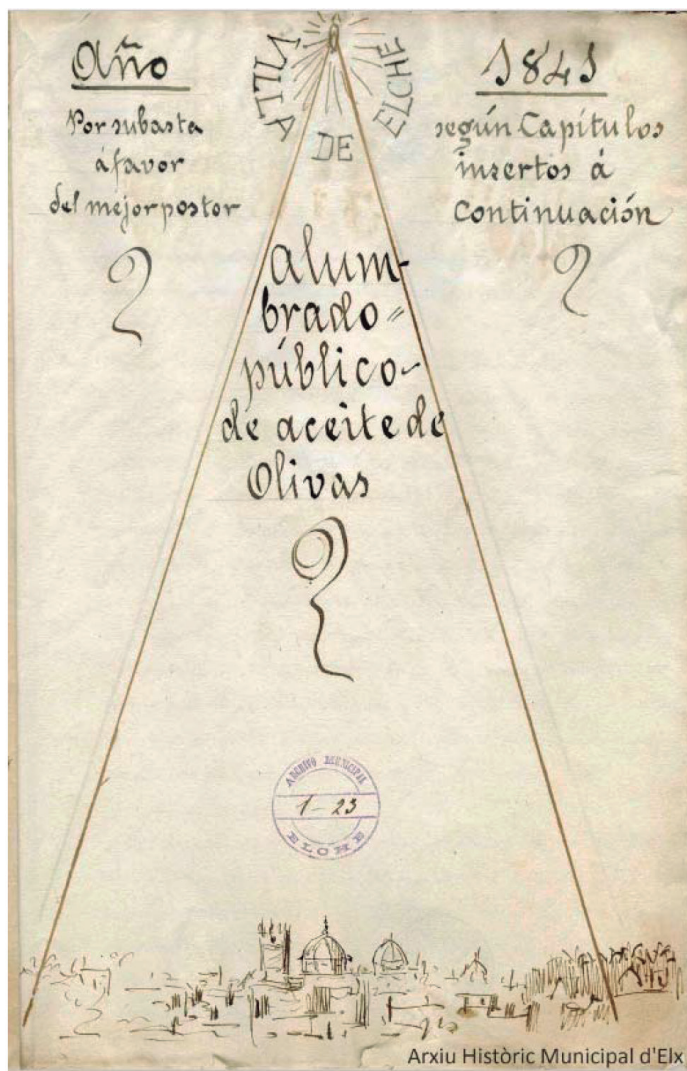 Año
1841
VILLA DE ELCHE
Por subasta
á favor
del mejor postor
según Capítulos
insertos á
Continuación
Alum-
brado=
público-
de aceite de
Olivas
ARCHIVO MUNICIPAL
1-23
ELCHE
Arxiu Històric Municipal d'Elx